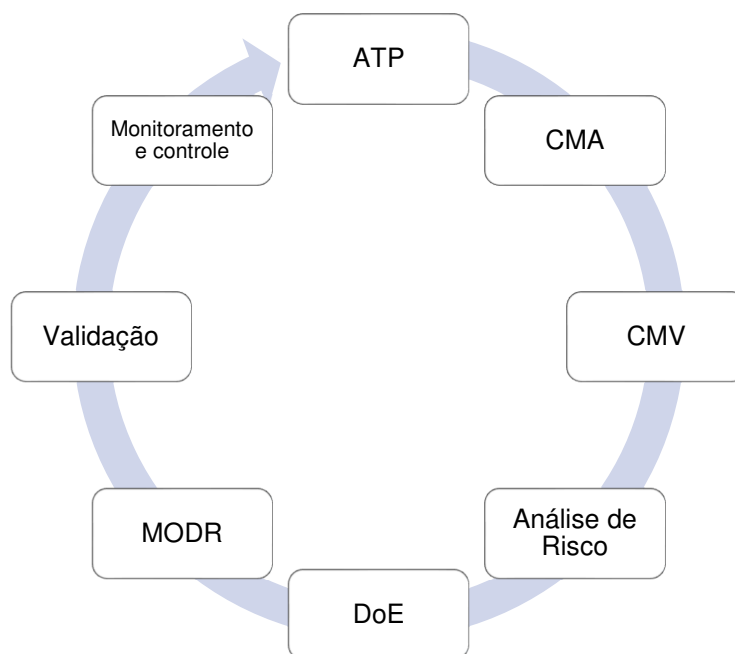 ATP
CMA
CMV
Análise de
Risco
DoE
MODR
Validação
Monitoramento
e controle